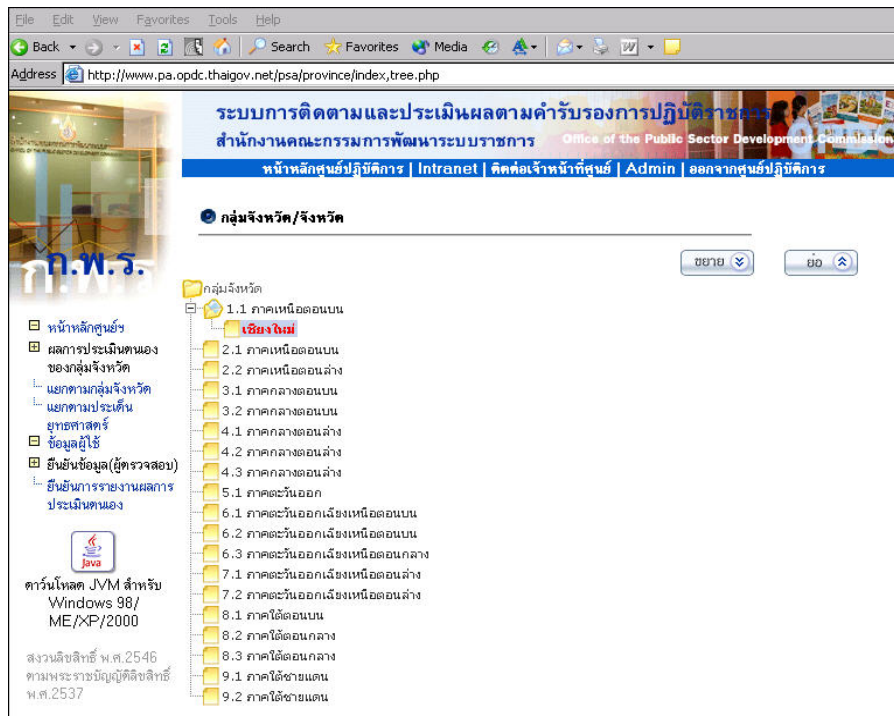 File Edit View Favorites Tools Help
Back Search Favorites Media
Address http://www.pa.opdc.thaigov.net/psa/province/index,tree.php
ระบบการติดตามและประเมินผลตามคำรับรองการปฏิบัติราชการ
สำนักงานคณะกรรมการพัฒนาระบบราชการ Office of the Public Sector Development Commission
หน้าหลักศูนย์ปฏิบัติการ | Intranet | ติดต่อเจ้าหน้าที่ศูนย์ | Admin | ออกจากศูนย์ปฏิบัติการ
ก.พ.ร.
หน้าหลักศูนย์ฯ
ผลการประเมินตนเอง
ของกลุ่มจังหวัด
แยกตามกลุ่มจังหวัด
แยกตามประเด็น
ยุทธศาสตร์
ข้อมูลผู้ใช้
ยืนยันข้อมูล(ผู้ตรวจสอบ)
ยืนยันการรายงานผลการ
ประเมินตนเอง
Java
ดาว์นโหลด JVM สำหรับ
Windows 98/
ME/XP/2000
สงวนลิขสิทธิ์ พ.ศ.2546
ตามพระราชบัญญัติลิขสิทธิ์
พ.ศ.2537
กลุ่มจังหวัด/จังหวัด
ขยาย ย่อ
กลุ่มจังหวัด
1.1 ภาคเหนือตอนบน
เชียงใหม่
2.1 ภาคเหนือตอนบน
2.2 ภาคเหนือตอนล่าง
3.1 ภาคกลางตอนบน
3.2 ภาคกลางตอนบน
4.1 ภาคกลางตอนล่าง
4.2 ภาคกลางตอนล่าง
4.3 ภาคกลางตอนล่าง
5.1 ภาคตะวันออก
6.1 ภาคตะวันออกเฉียงเหนือตอนบน
6.2 ภาคตะวันออกเฉียงเหนือตอนบน
6.3 ภาคตะวันออกเฉียงเหนือตอนกลาง
7.1 ภาคตะวันออกเฉียงเหนือตอนล่าง
7.2 ภาคตะวันออกเฉียงเหนือตอนล่าง
8.1 ภาคใต้ตอนบน
8.2 ภาคใต้ตอนกลาง
8.3 ภาคใต้ตอนกลาง
9.1 ภาคใต้ชายแดน
9.2 ภาคใต้ชายแดน